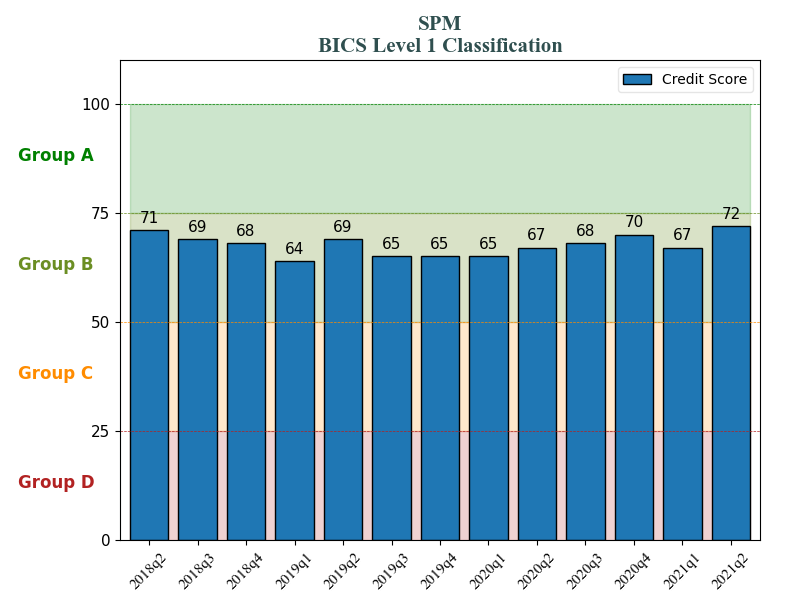 SPM
BICS Level 1 Classification
Credit Score
100
Group A
75
71 69 68 64 69 65 65 65 67 68 70 67 72
Group B
50
Group C
25
Group D
0
2018q2 2018q3 2018q4 2019q1 2019q2 2019q3 2019q4 2020q1 2020q2 2020q3 2020q4 2021q1 2021q2